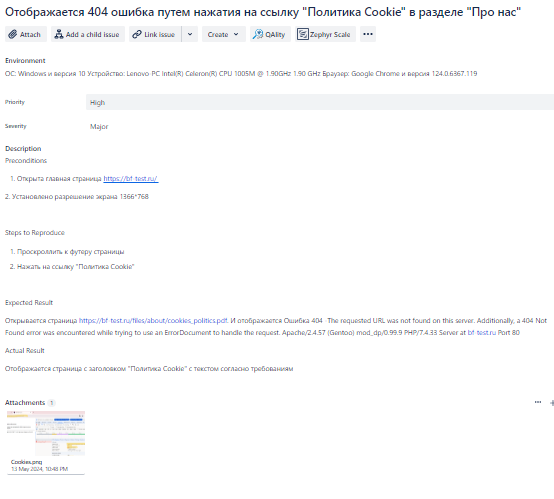 Отображается 404 ошибка путем нажатия на ссылку "Политика Cookie" в разделе "Про нас"
Attach Add a child issue Link issue Create QAlity Zephyr Scale •••
Environment
ОС: Windows и версия 10 Устройство: Lenovo-PC Intel(R) Celeron(R) CPU 1005M @ 1.90GHz 1.90 GHz Браузер: Google Chrome и версия 124.0.6367.119
Priority High
Severity Major
Description
Preconditions
1. Открыта главная страница https://bf-test.ru/
2. Установлено разрешение экрана 1366*768
Steps to Reproduce
1. Проскроллить к футеру страницы
2. Нажать на ссылку "Политика Cookie"
Expected Result
Открывается страница https://bf-test.ru/files/about/cookies_politics.pdf. И отображается Ошибка 404 The requested URL was not found on this server. Additionally, a 404 Not
Found error was encountered while trying to use an ErrorDocument to handle the request. Apache/2.4.57 (Gentoo) mod_dp/0.99.9 PHP/7.4.33 Server at bf-test.ru Port 80
Actual Result
Отображается страница с заголовком "Политика Cookie" с текстом согласно требованиям
Attachments 1
Cookies.png
13 May 2024, 10:48 PM